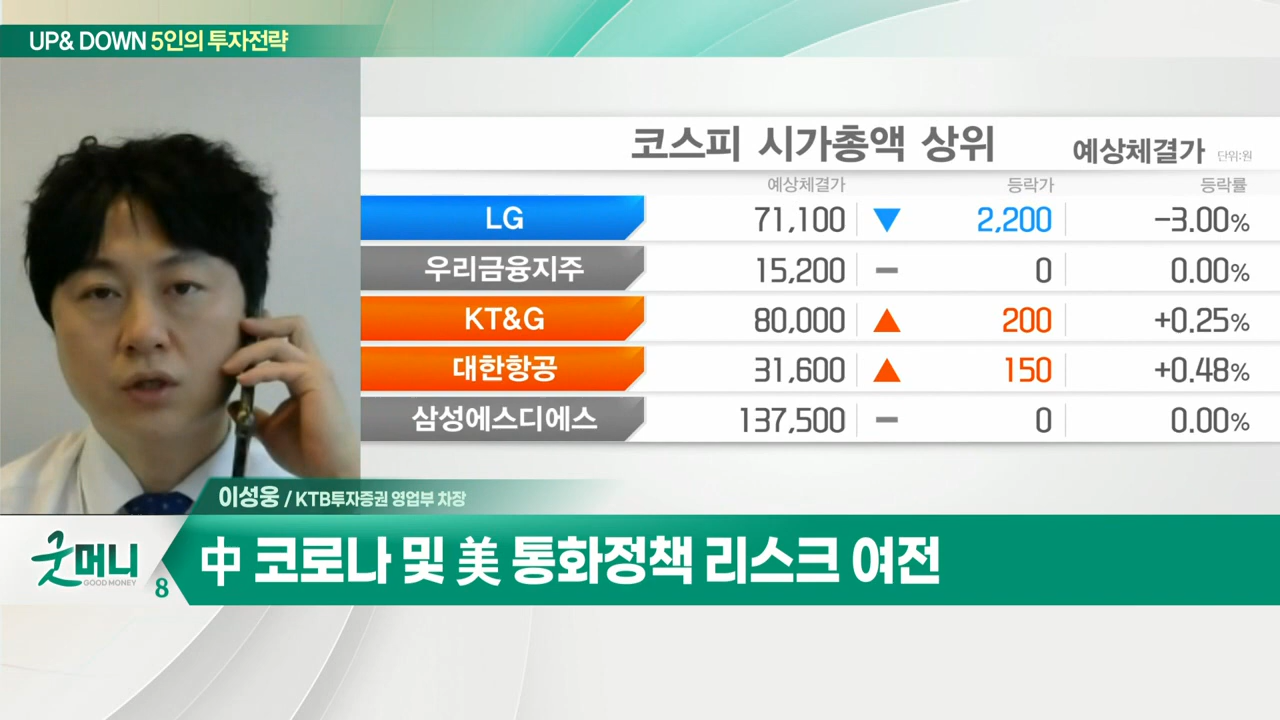 UP& DOWN 5인의 투자전략
코스피 시가총액 상위 예상체결가 단위:원
예상체결가 등락가 등락률
LG 71,100 ▼ 2,200 -3.00%
우리금융지주 15,200 - 0 0.00%
KT&G 80,000 ▲ 200 +0.25%
대한항공 31,600 ▲ 150 +0.48%
삼성에스디에스 137,500 - 0 0.00%
이성웅 / KTB투자증권 영업부 차장
굿머니
GOOD MONEY
8
中 코로나 및 美 통화정책 리스크 여전